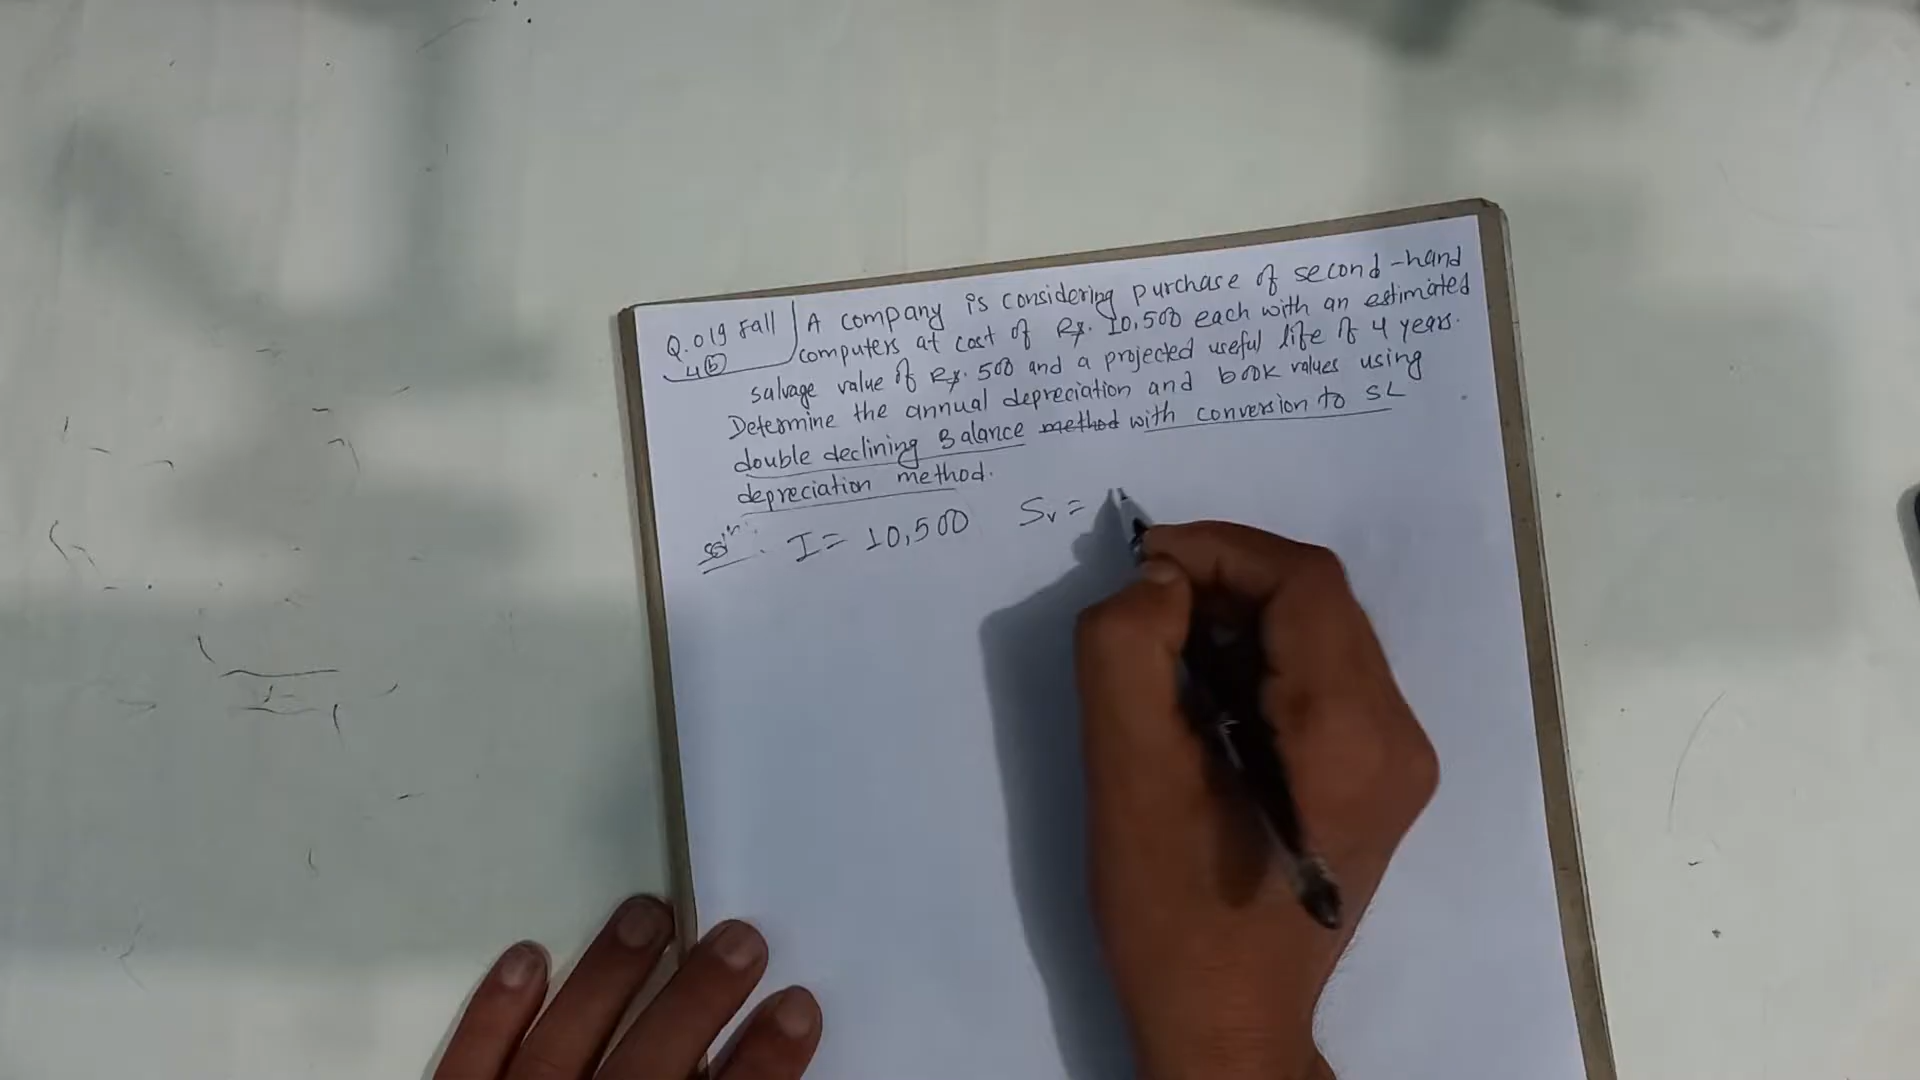 Q. 019 Fall
4 b
A company is considering purchase of second-hand
computers at cost of Rs. 10,500 each with an estimated
salvage value of Rs. 500 and a projected useful life of 4 years.
Determine the annual depreciation and book values using
double declining Balance method with conversion to SL
depreciation method.
solⁿ: I = 10,500 Sv =